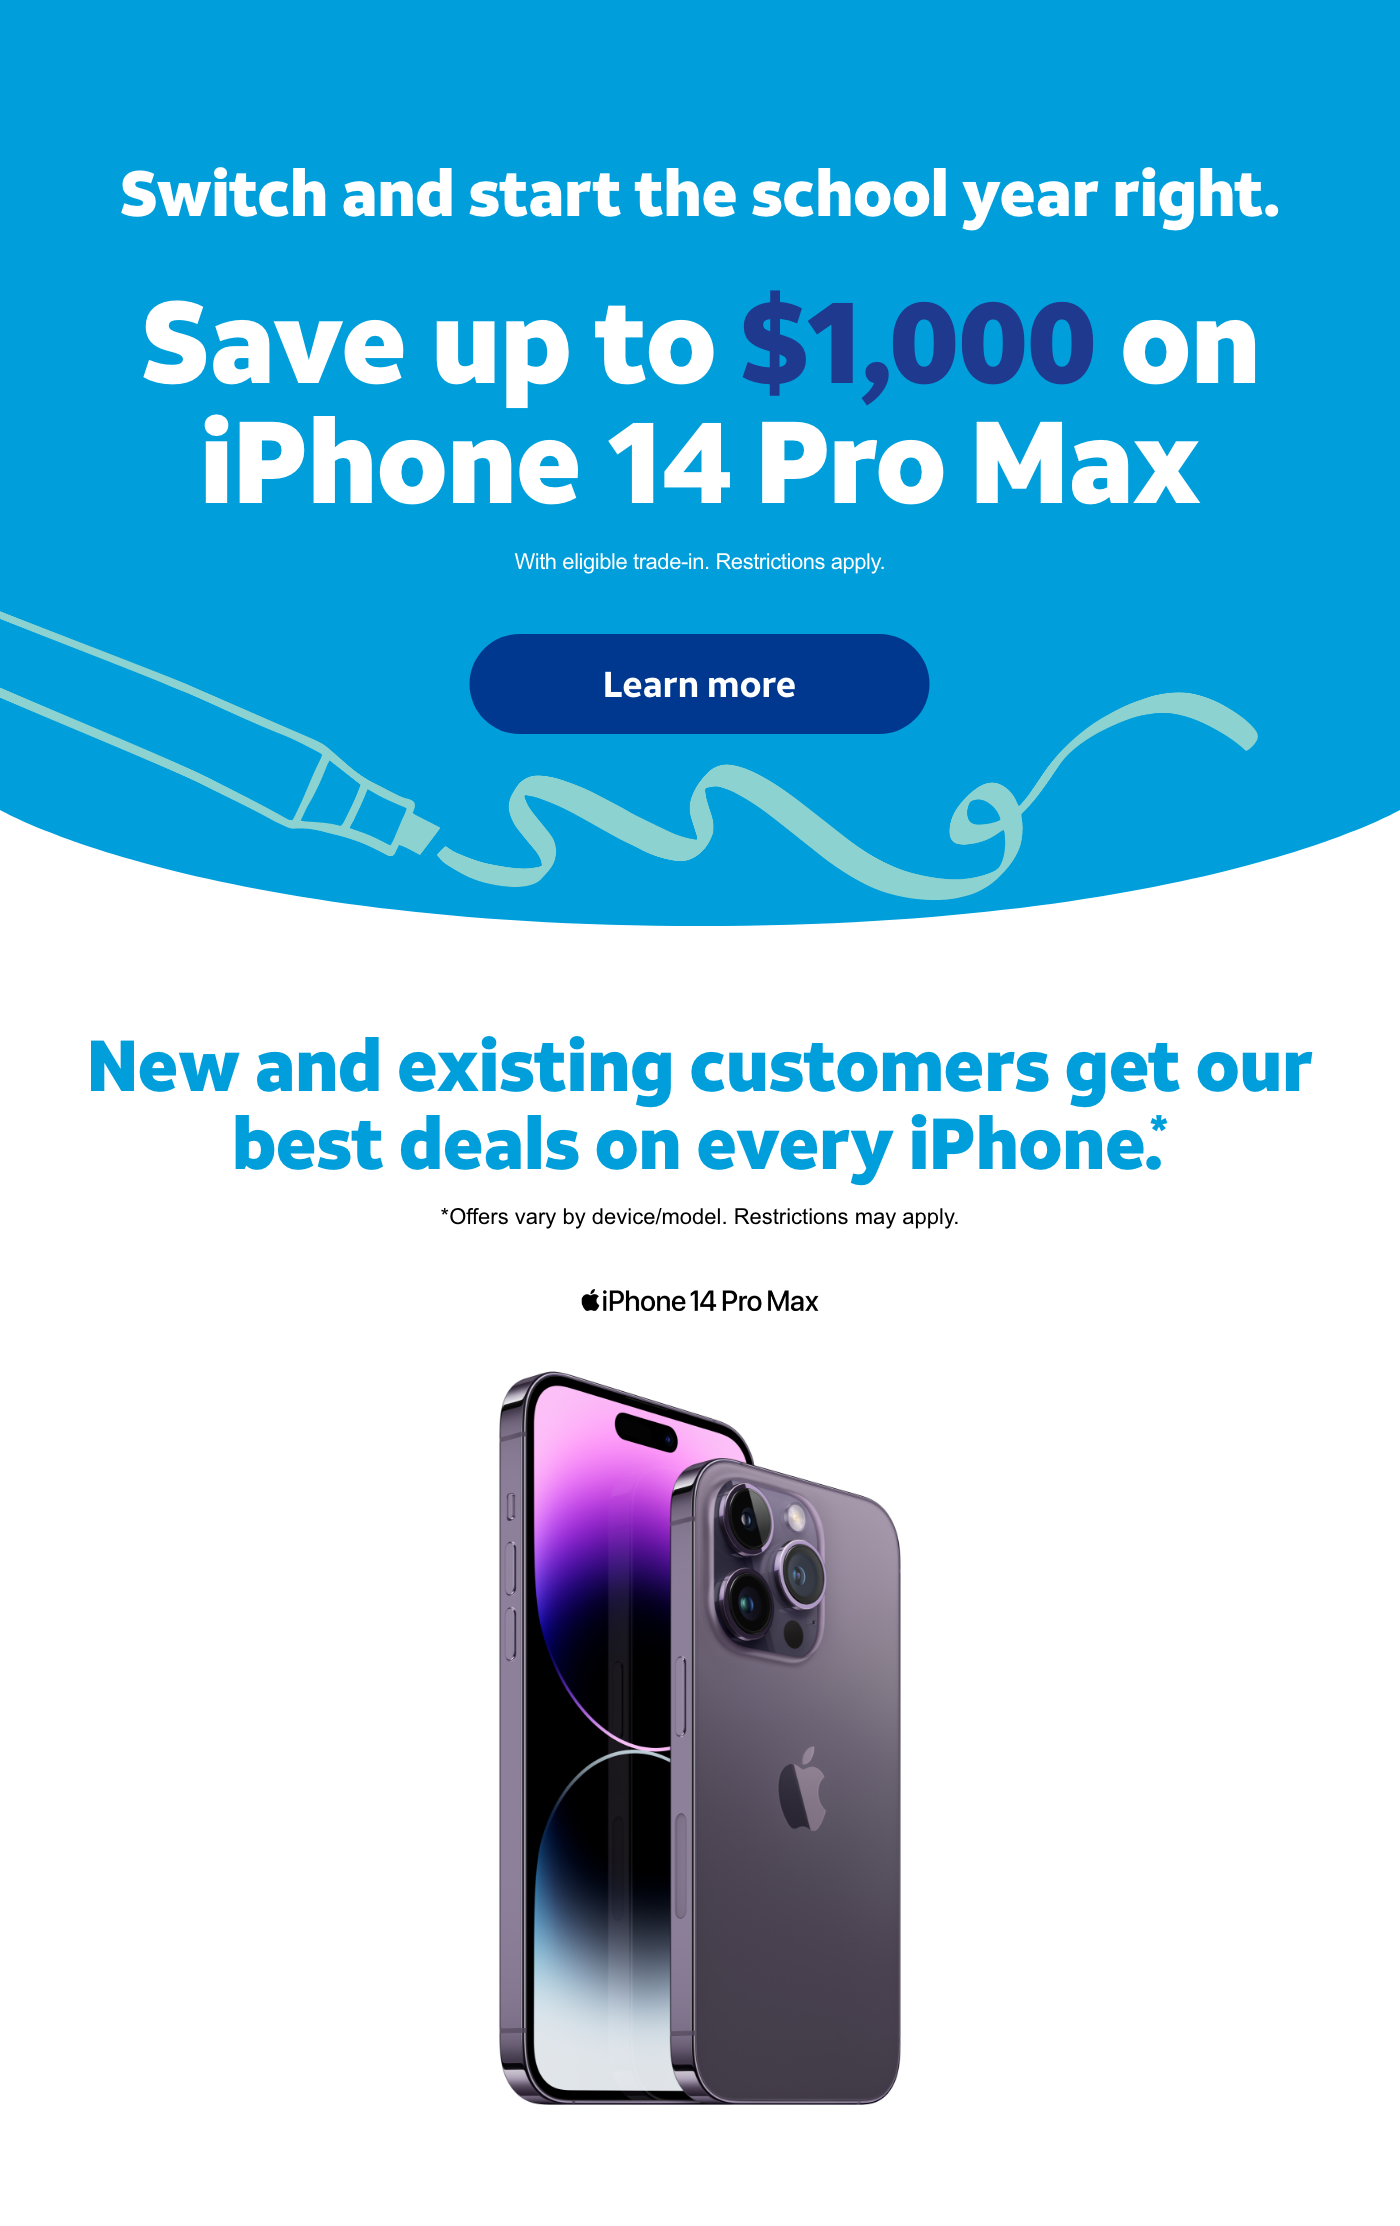 Switch and start the school year right.
Save up to $1,000 on
iPhone 14 Pro Max
With eligible trade-in. Restrictions apply.
Learn more
New and existing customers get our
best deals on every iPhone.*
*Offers vary by device/model. Restrictions may apply.
iPhone 14 Pro Max